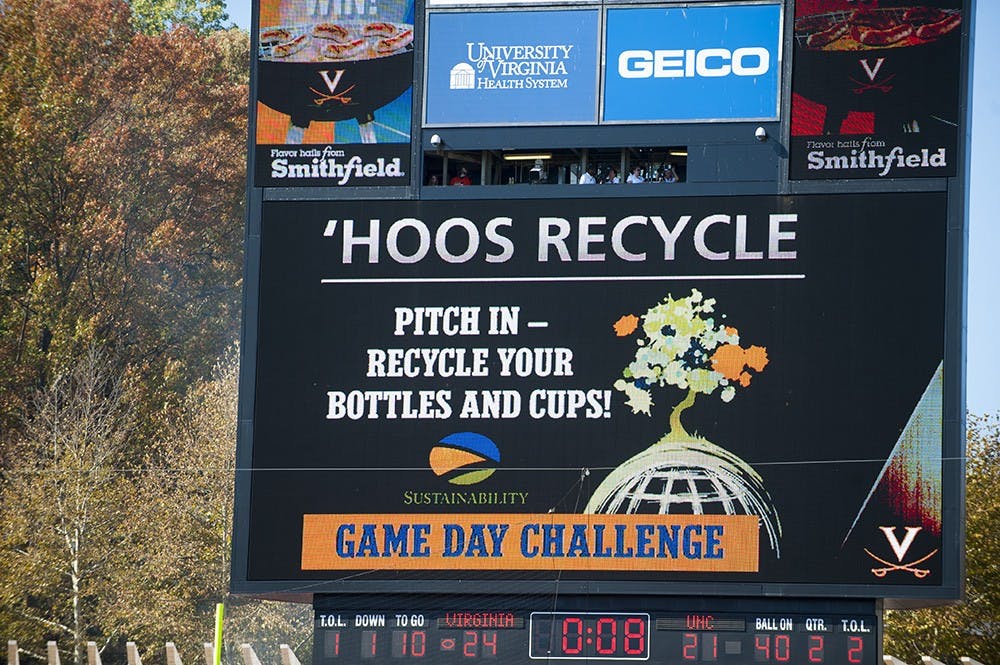 UNIVERSITY
of VIRGINIA
HEALTH SYSTEM
GEICO
V
Flavor hails from
Smithfield.
V
Flavor hails from
Smithfield
'HOOS RECYCLE
PITCH IN –
RECYCLE YOUR
BOTTLES AND CUPS!
SUSTAINABILITY
GAME DAY CHALLENGE
V
T.O.L. DOWN TO GO VIRGINIA UNC BALL ON QTR. T.O.L.
1 1 10 24 0:08 21 40 2 2